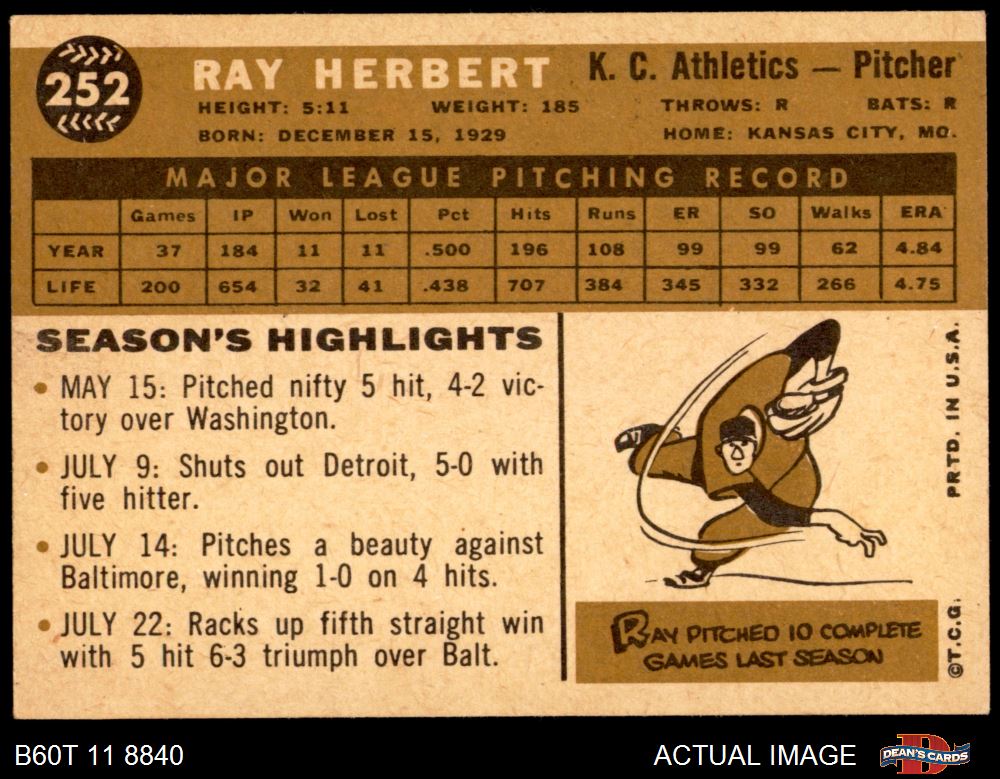 252
RAY HERBERT
K. C. Athletics — Pitcher
HEIGHT: 5:11 WEIGHT: 185 THROWS: R BATS: R
BORN: DECEMBER 15, 1929 HOME: KANSAS CITY, MO.
MAJOR LEAGUE PITCHING RECORD
Games IP Won Lost Pct Hits Runs ER SO Walks ERA
YEAR 37 184 11 11 .500 196 108 99 99 62 4.84
LIFE 200 654 32 41 .438 707 384 345 332 266 4.75
SEASON'S HIGHLIGHTS
• MAY 15: Pitched nifty 5 hit, 4-2 vic-
tory over Washington.
• JULY 9: Shuts out Detroit, 5-0 with
five hitter.
• JULY 14: Pitches a beauty against
Baltimore, winning 1-0 on 4 hits.
• JULY 22: Racks up fifth straight win
with 5 hit 6-3 triumph over Balt.
RAY PITCHED 10 COMPLETE
GAMES LAST SEASON
PRTD. IN U.S.A.
©T.C.G.
B60T 11 8840
ACTUAL IMAGE
DEAN'S CARDS